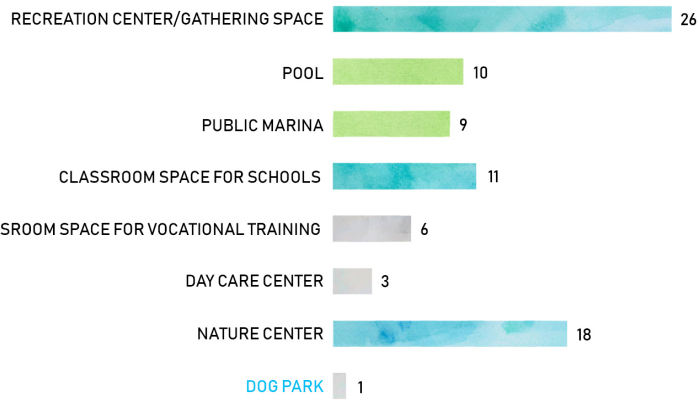 RECREATION CENTER/GATHERING SPACE 26
POOL 10
PUBLIC MARINA 9
CLASSROOM SPACE FOR SCHOOLS 11
SROOM SPACE FOR VOCATIONAL TRAINING 6
DAY CARE CENTER 3
NATURE CENTER 18
DOG PARK 1